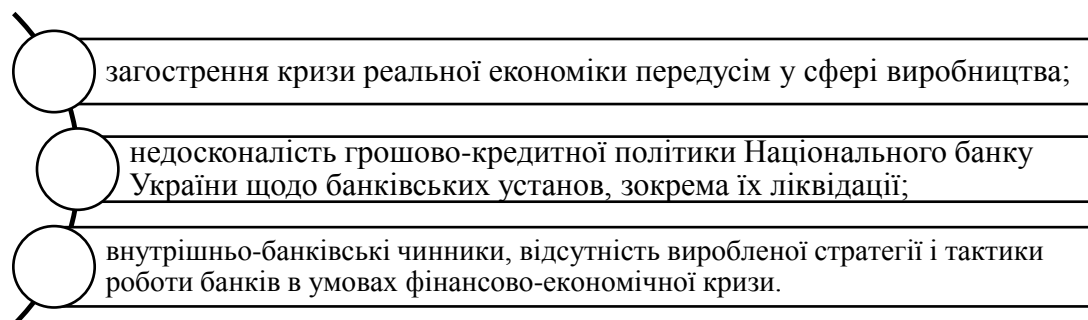 загострення кризи реальної економіки передусім у сфері виробництва;
недосконалість грошово-кредитної політики Національного банку
України щодо банківських установ, зокрема їх ліквідації;
внутрішньо-банківські чинники, відсутність виробленої стратегії і тактики
роботи банків в умовах фінансово-економічної кризи.